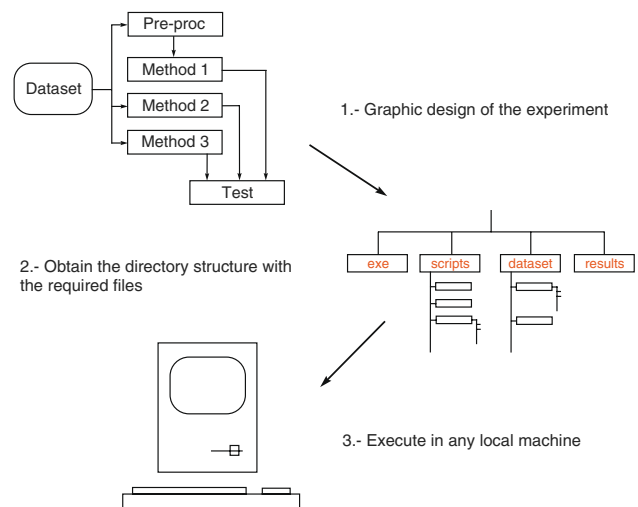 Pre-proc
Dataset
Method 1
Method 2
Method 3
Test
1.- Graphic design of the experiment
exe
scripts
dataset
results
2.- Obtain the directory structure with
the required files
3.- Execute in any local machine